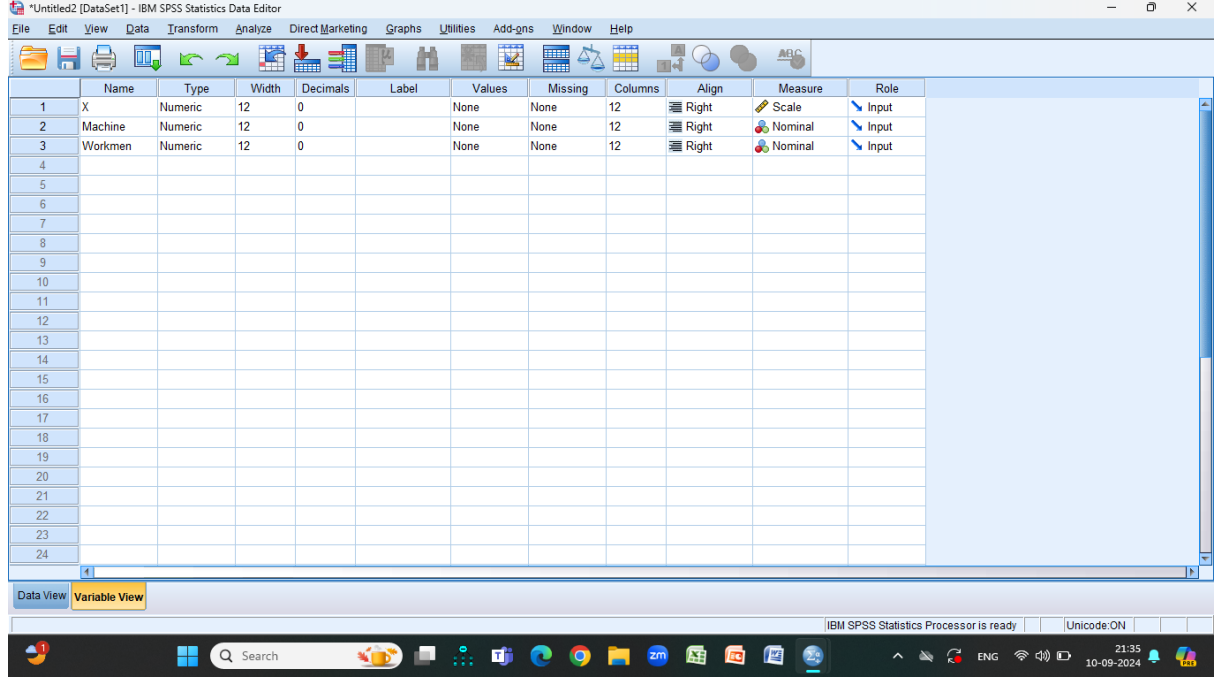 *Untitled2 [DataSet1] - IBM SPSS Statistics Data Editor
File Edit View Data Transform Analyze Direct Marketing Graphs Utilities Add-ons Window Help
Name Type Width Decimals Label Values Missing Columns Align Measure Role
1 X Numeric 12 0 None None 12 Right Scale Input
2 Machine Numeric 12 0 None None 12 Right Nominal Input
3 Workmen Numeric 12 0 None None 12 Right Nominal Input
4
5
6
7
8
9
10
11
12
13
14
15
16
17
18
19
20
21
22
23
24
Data View Variable View
IBM SPSS Statistics Processor is ready Unicode:ON
1 Search zm ENG 21:35
10-09-2024 PRE